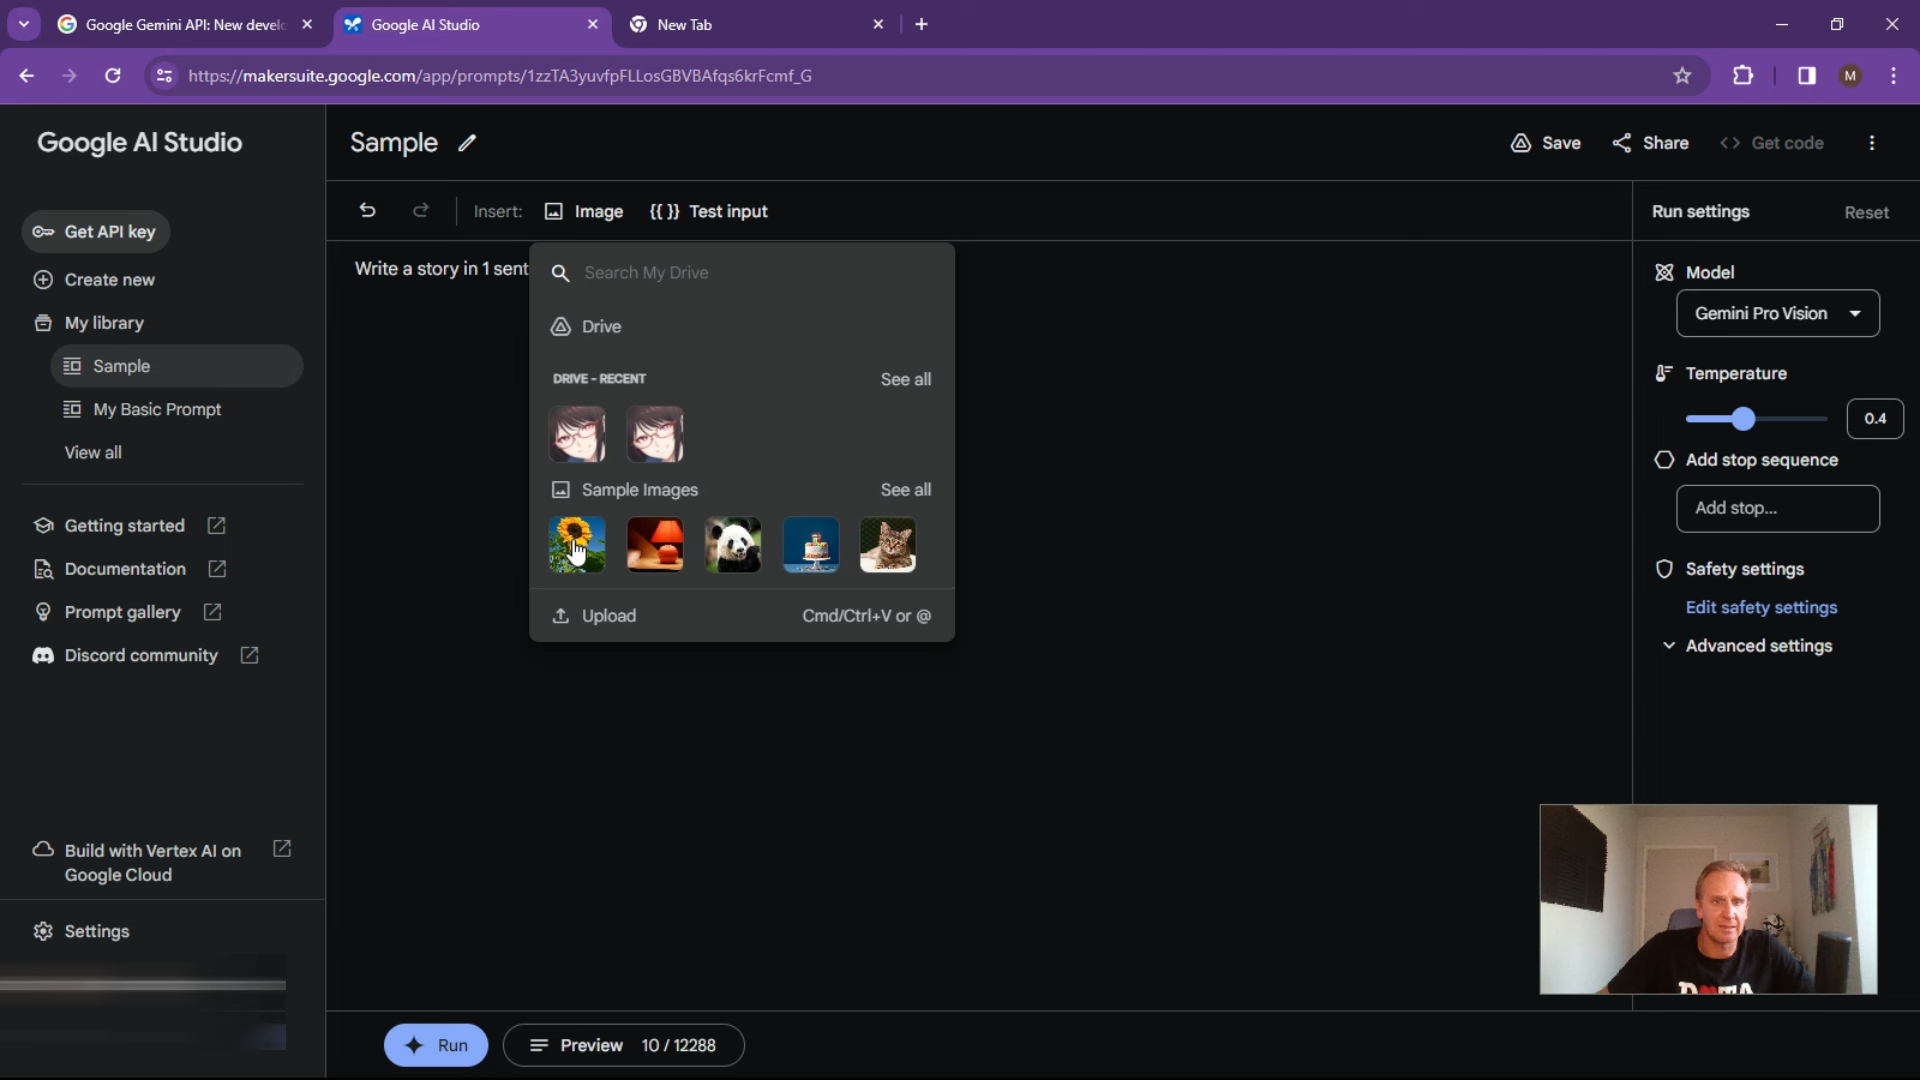 Google Gemini API: New develo
Google AI Studio
New Tab
https://makersuite.google.com/app/prompts/1zzTA3yuvfpFLLosGBVBAfqs6krFcmf_G
M
Google AI Studio
Sample
Save
Share
<> Get code
Get API key
Insert:
Image
{{ }} Test input
Run settings
Reset
Create new
My library
Sample
My Basic Prompt
View all
Write a story in 1 sent
Search My Drive
Drive
DRIVE - RECENT
See all
Sample Images
See all
Upload
Cmd/Ctrl+V or @
Model
Gemini Pro Vision
Temperature
0.4
Add stop sequence
Add stop...
Safety settings
Edit safety settings
Advanced settings
Getting started
Documentation
Prompt gallery
Discord community
Build with Vertex AI on
Google Cloud
Settings
Run
Preview 10 / 12288